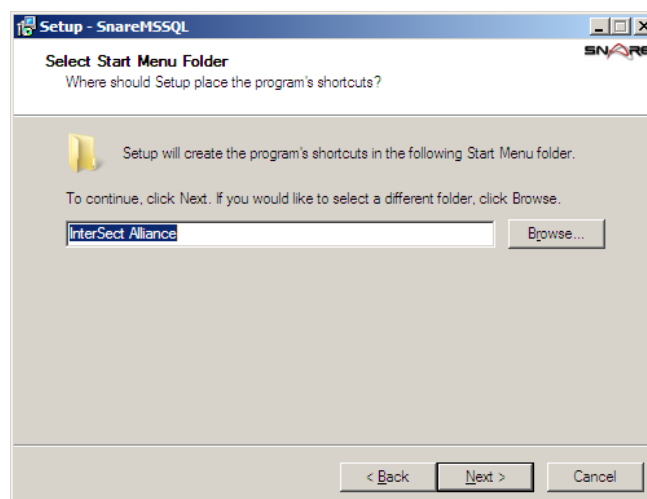 Setup - SnareMSSQL
Select Start Menu Folder
Where should Setup place the program's shortcuts?
SNARE
Setup will create the program's shortcuts in the following Start Menu folder.
To continue, click Next. If you would like to select a different folder, click Browse.
InterSect Alliance
Browse...
< Back
Next >
Cancel